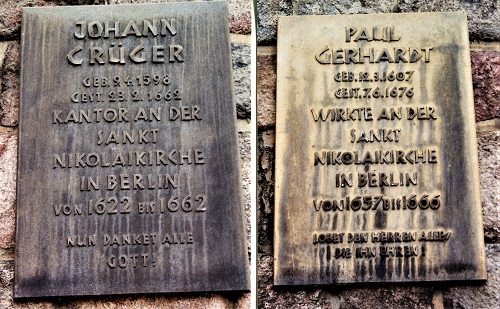 JOHANN
CRÜGER
GEB. 9.4.1598
GEST. 23.2.1662
KANTOR AN DER
SANKT
NIKOLAIKIRCHE
IN BERLIN
VON 1622 BIS 1662
NUN DANKET ALLE
GOTT!
PAUL
GERHARDT
GEB. 12.3.1607
GEST. 7.6.1676
WIRKTE AN DER
SANKT
NIKOLAIKIRCHE
IN BERLIN
VON 1657 BIS 1666
LOBET DEN HERREN ALLE,
DIE IHN EHREN!